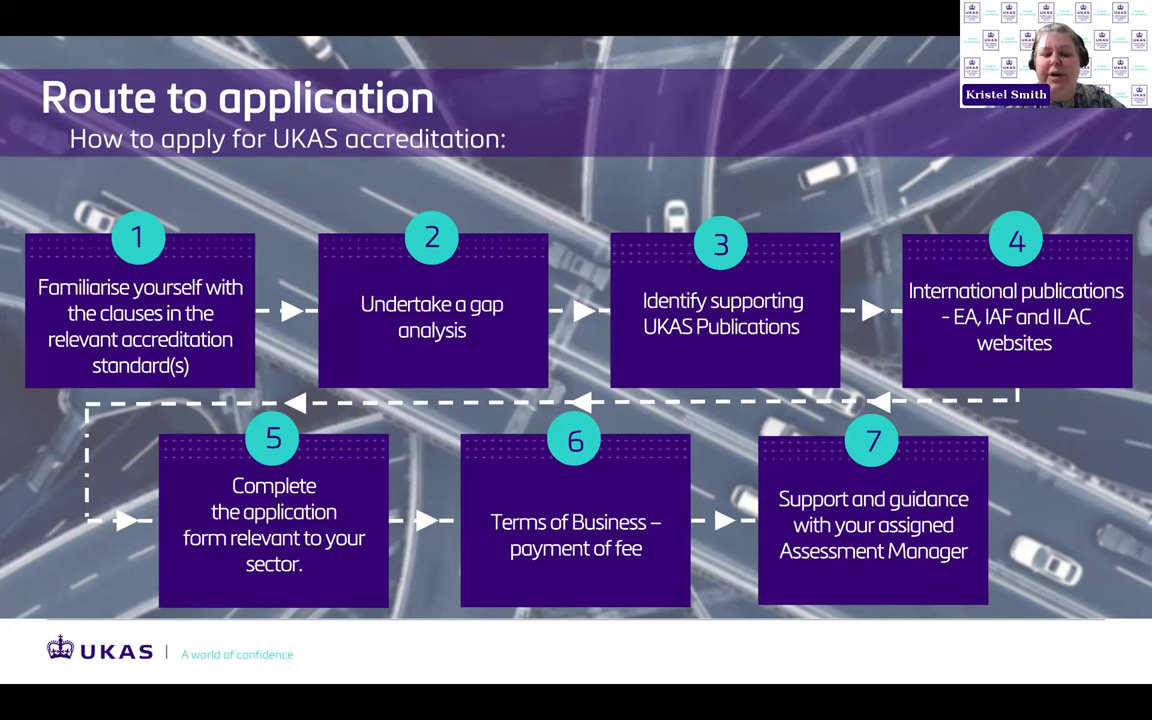 Kristel Smith
Route to application
How to apply for UKAS accreditation:
1
Familiarise yourself with
the clauses in the
relevant accreditation
standard(s)
2
Undertake a gap
analysis
3
Identify supporting
UKAS Publications
4
International publications
- EA, IAF and ILAC
websites
5
Complete
the application
form relevant to your
sector.
6
Terms of Business –
payment of fee
7
Support and guidance
with your assigned
Assessment Manager
UKAS
A world of confidence